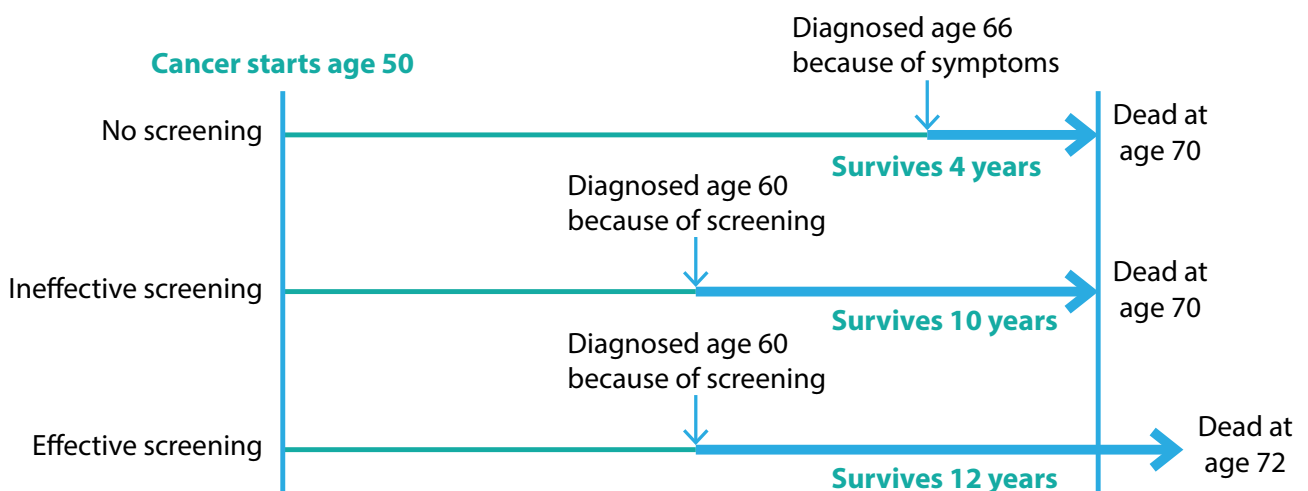 Diagnosed age 66
because of symptoms
Cancer starts age 50
No screening
Dead at
age 70
Survives 4 years
Diagnosed age 60
because of screening
Ineffective screening
Dead at
age 70
Survives 10 years
Diagnosed age 60
because of screening
Effective screening
Dead at
age 72
Survives 12 years